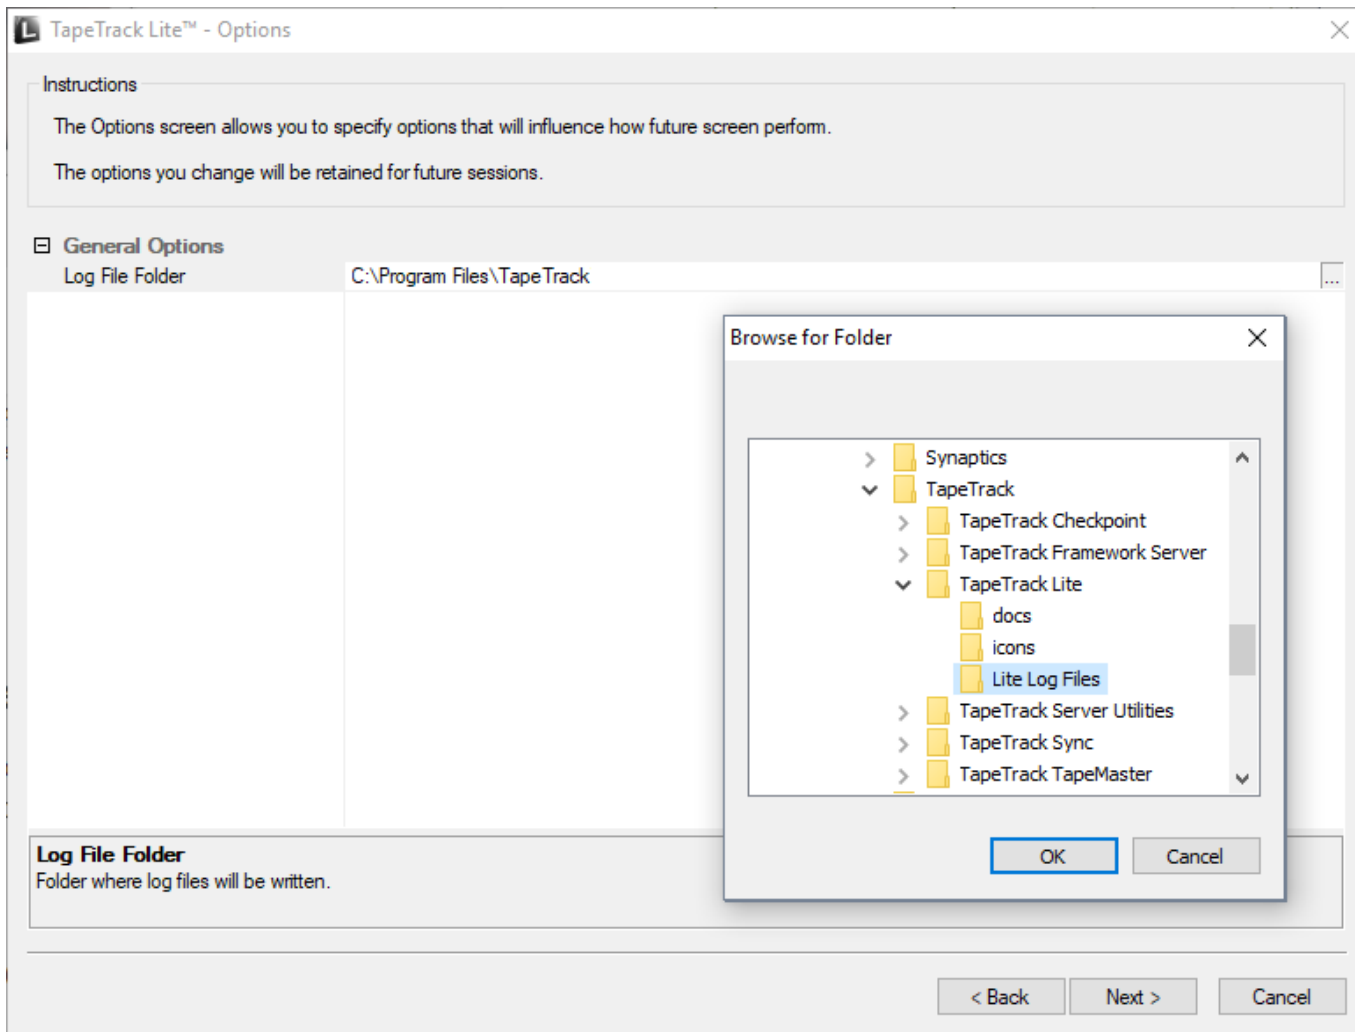 TapeTrack Lite™ - Options
Instructions
The Options screen allows you to specify options that will influence how future screen perform.
The options you change will be retained for future sessions.
General Options
Log File Folder
C:\Program Files\TapeTrack
...
Browse for Folder
Synaptics
TapeTrack
TapeTrack Checkpoint
TapeTrack Framework Server
TapeTrack Lite
docs
icons
Lite Log Files
TapeTrack Server Utilities
TapeTrack Sync
TapeTrack TapeMaster
OK
Cancel
Log File Folder
Folder where log files will be written.
< Back
Next >
Cancel